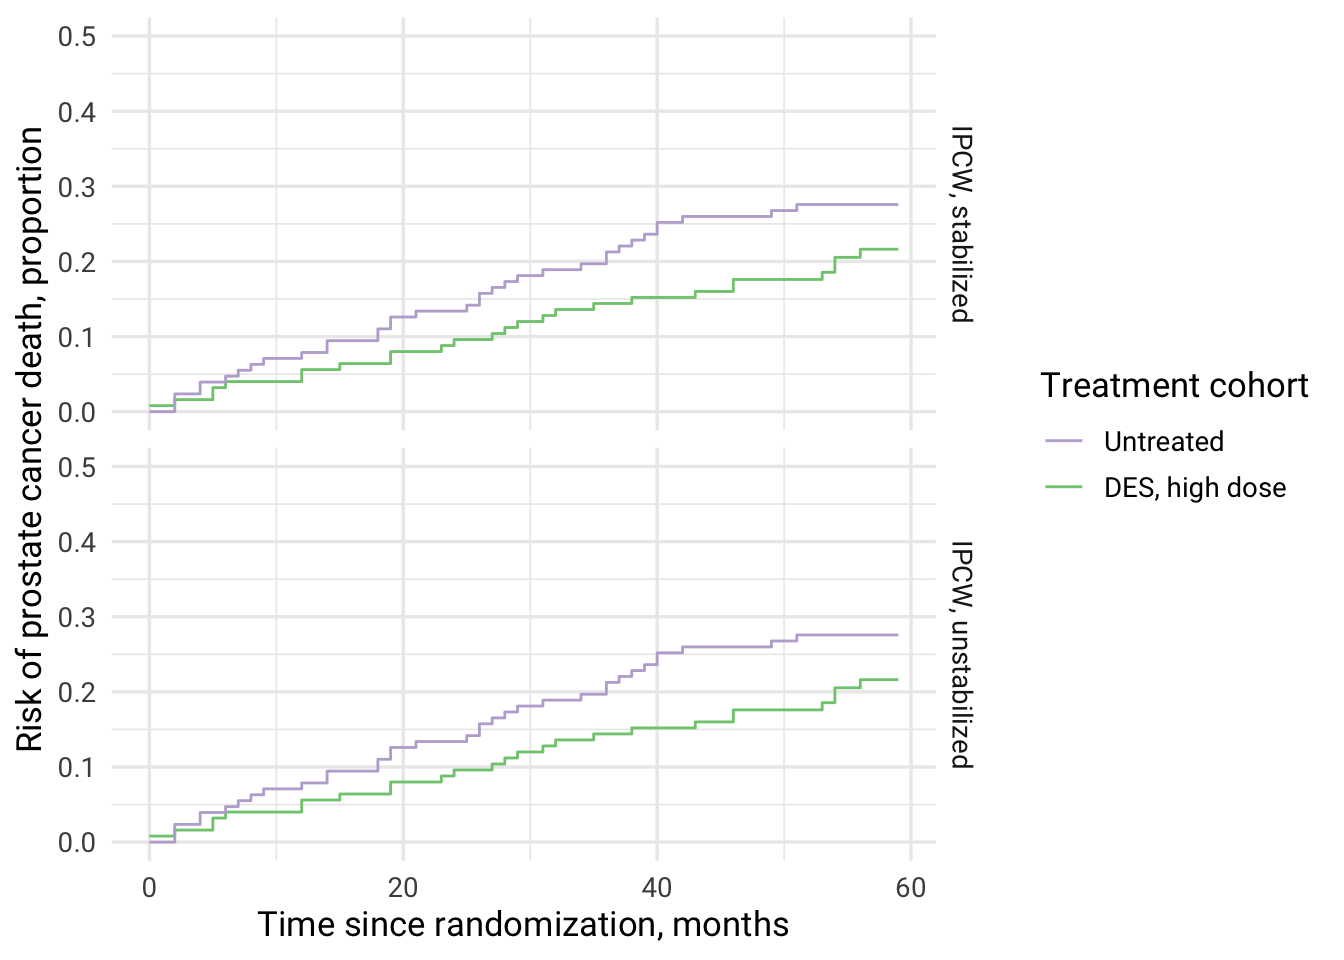 Risk of prostate cancer death, proportion
0.5
0.4
0.3
0.2
0.1
0.0
IPCW, stabilized
0.5
0.4
0.3
0.2
0.1
0.0
IPCW, unstabilized
0 20 40 60
Time since randomization, months
Treatment cohort
Untreated
DES, high dose